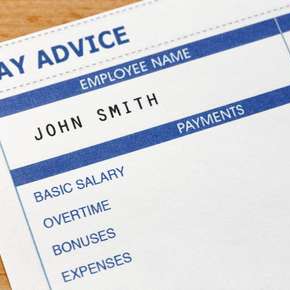 AY ADVICE
EMPLOYEE NAME
JOHN SMITH
PAYMENTS
BASIC SALARY
OVERTIME
BONUSES
EXPENSES